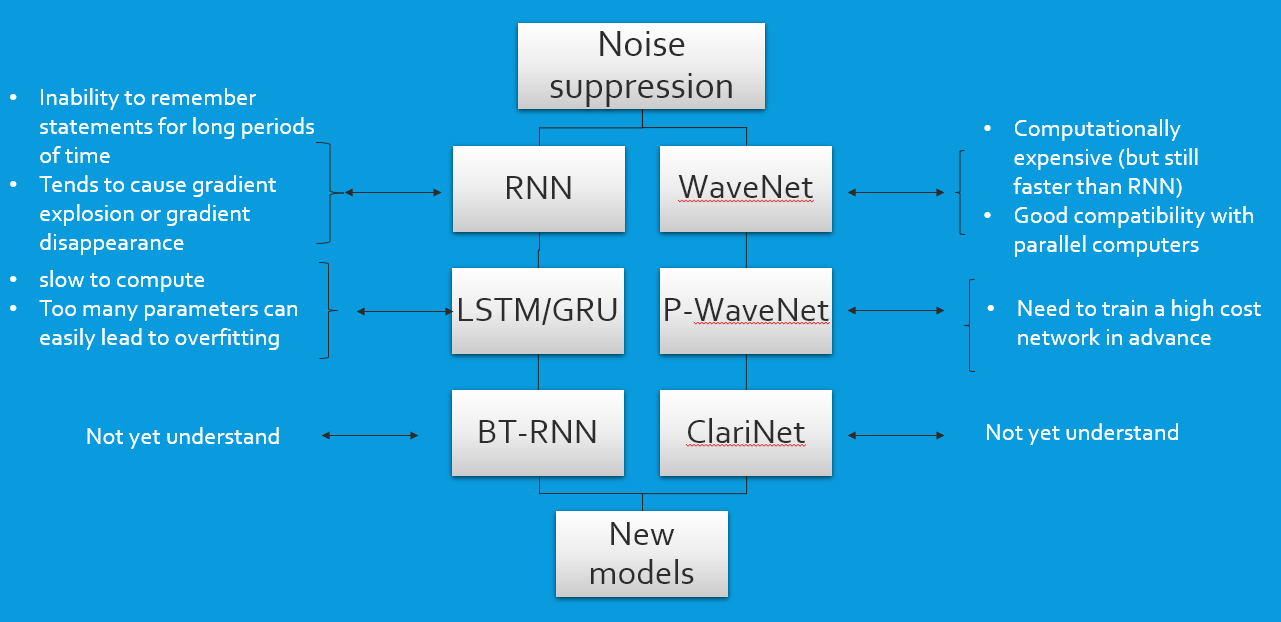 Noise
suppression
• Inability to remember
statements for long periods
of time
• Tends to cause gradient
explosion or gradient
disappearance
RNN
WaveNet
• Computationally
expensive (but still
faster than RNN)
• Good compatibility with
parallel computers
• slow to compute
• Too many parameters can
easily lead to overfitting
LSTM/GRU
P-WaveNet
• Need to train a high cost
network in advance
Not yet understand
BT-RNN
ClariNet
Not yet understand
New
models